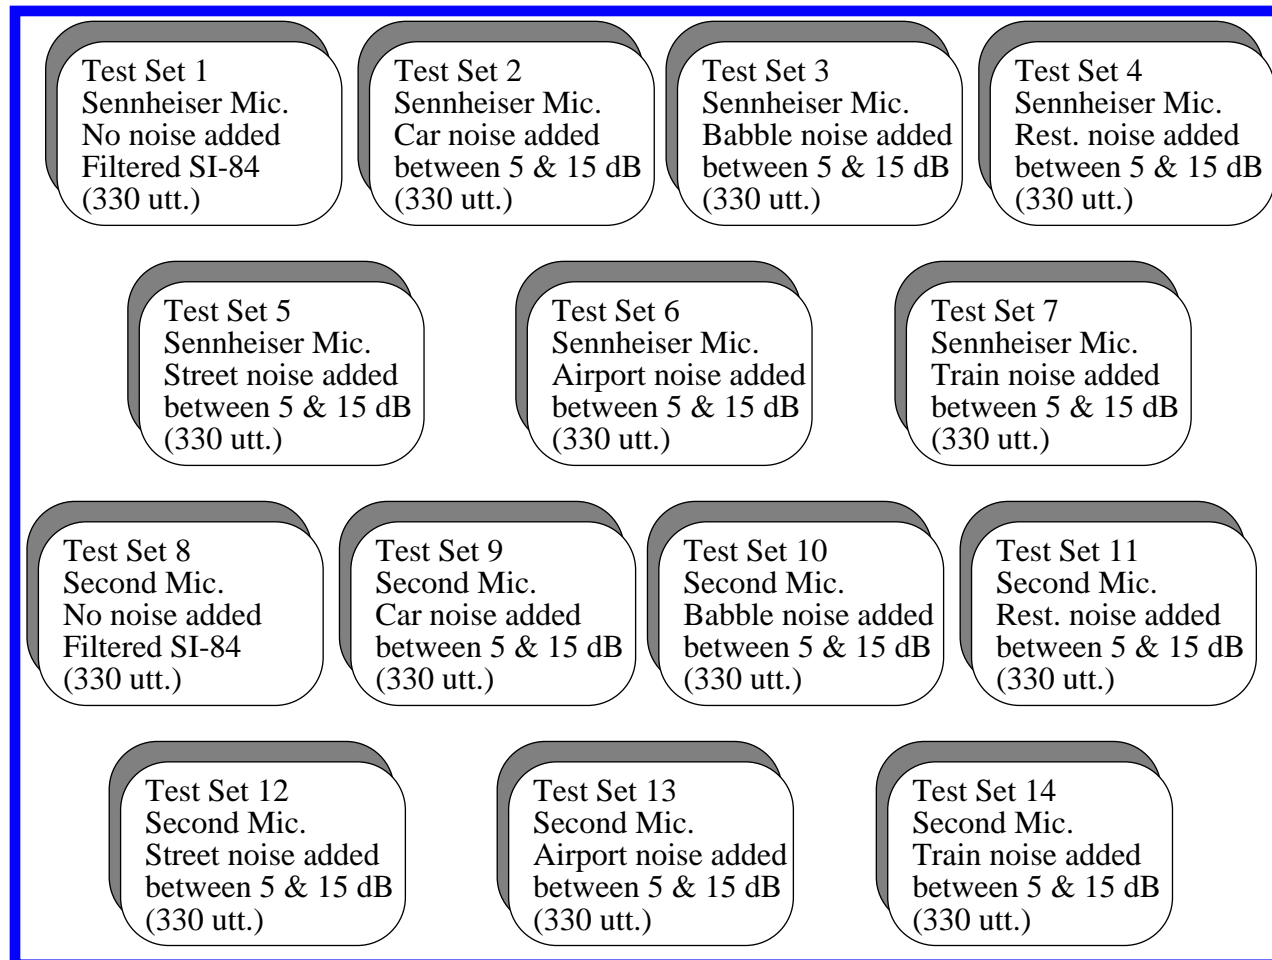 Test Set 1
Sennheiser Mic.
No noise added
Filtered SI-84
(330 utt.)
Test Set 2
Sennheiser Mic.
Car noise added
between 5 & 15 dB
(330 utt.)
Test Set 3
Sennheiser Mic.
Babble noise added
between 5 & 15 dB
(330 utt.)
Test Set 4
Sennheiser Mic.
Rest. noise added
between 5 & 15 dB
(330 utt.)
Test Set 5
Sennheiser Mic.
Street noise added
between 5 & 15 dB
(330 utt.)
Test Set 6
Sennheiser Mic.
Airport noise added
between 5 & 15 dB
(330 utt.)
Test Set 7
Sennheiser Mic.
Train noise added
between 5 & 15 dB
(330 utt.)
Test Set 8
Second Mic.
No noise added
Filtered SI-84
(330 utt.)
Test Set 9
Second Mic.
Car noise added
between 5 & 15 dB
(330 utt.)
Test Set 10
Second Mic.
Babble noise added
between 5 & 15 dB
(330 utt.)
Test Set 11
Second Mic.
Rest. noise added
between 5 & 15 dB
(330 utt.)
Test Set 12
Second Mic.
Street noise added
between 5 & 15 dB
(330 utt.)
Test Set 13
Second Mic.
Airport noise added
between 5 & 15 dB
(330 utt.)
Test Set 14
Second Mic.
Train noise added
between 5 & 15 dB
(330 utt.)